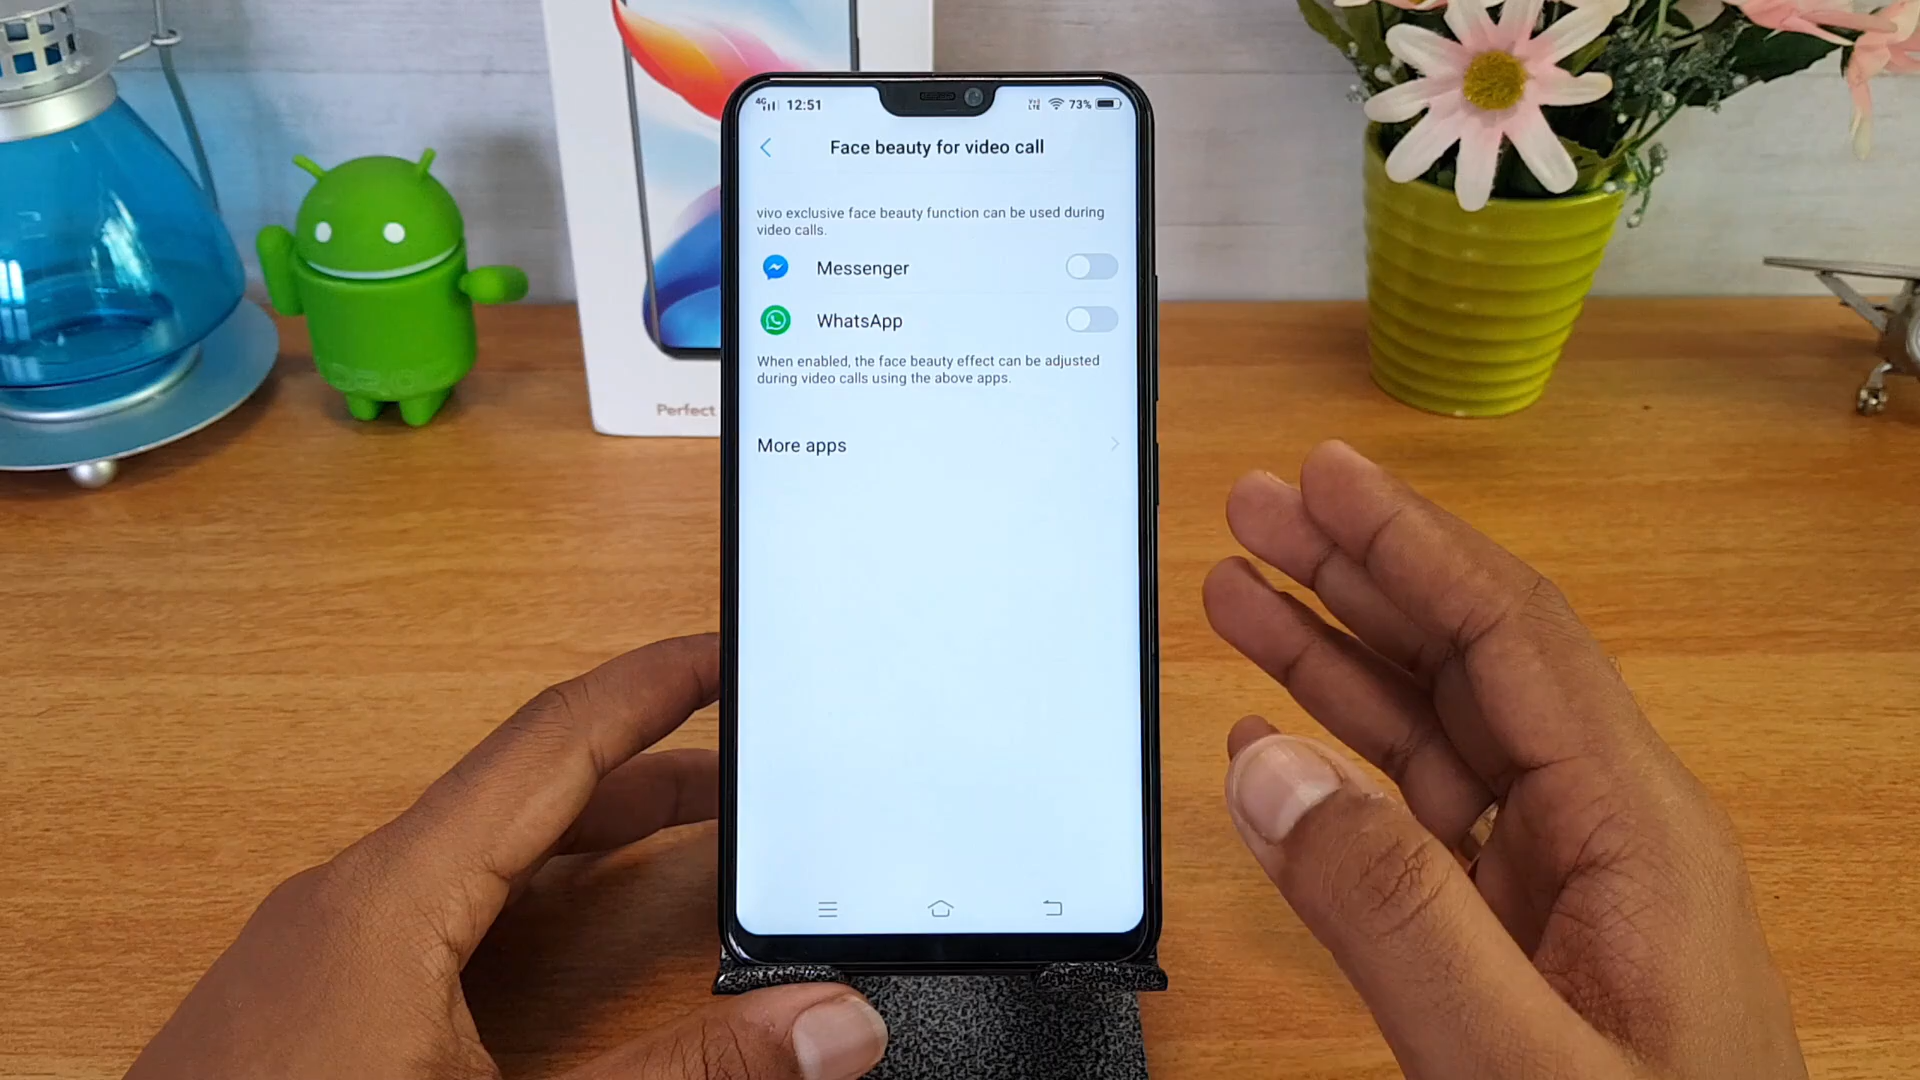 4G 12:51 73%
Face beauty for video call
vivo exclusive face beauty function can be used during
video calls.
Messenger
WhatsApp
When enabled, the face beauty effect can be adjusted
during video calls using the above apps.
More apps
Perfect